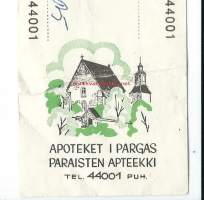 44001
44001
APOTEKET I PARGAS
PARAISTEN APTEEKKI
TEL. 44001 PUH.